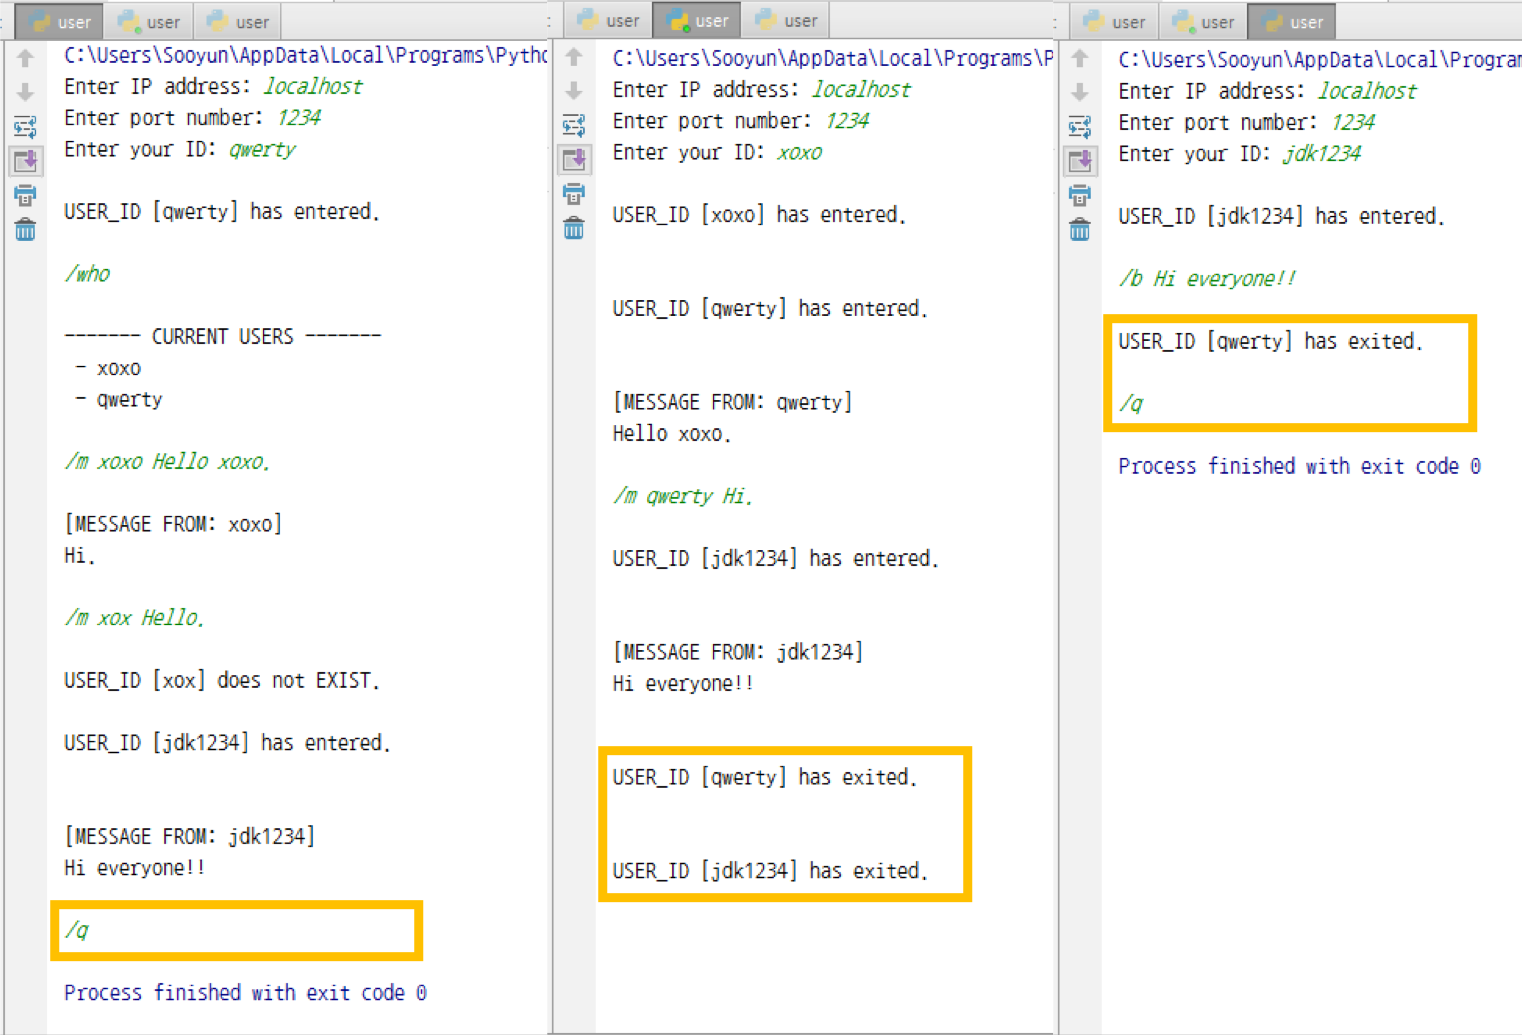 user
user
user
C:\Users\Sooyun\AppData\Local\Programs\Pytho
Enter IP address: localhost
Enter port number: 1234
Enter your ID: qwerty
USER_ID [qwerty] has entered.
/who
------- CURRENT USERS -------
- xoxo
- qwerty
/m xoxo Hello xoxo.
[MESSAGE FROM: xoxo]
Hi.
/m xox Hello.
USER_ID [xox] does not EXIST.
USER_ID [jdk1234] has entered.
[MESSAGE FROM: jdk1234]
Hi everyone!!
/q
Process finished with exit code 0
user
user
user
C:\Users\Sooyun\AppData\Local\Programs\P
Enter IP address: localhost
Enter port number: 1234
Enter your ID: xoxo
USER_ID [xoxo] has entered.
USER_ID [qwerty] has entered.
[MESSAGE FROM: qwerty]
Hello xoxo.
/m qwerty Hi.
USER_ID [jdk1234] has entered.
[MESSAGE FROM: jdk1234]
Hi everyone!!
USER_ID [qwerty] has exited.
USER_ID [jdk1234] has exited.
user
user
user
C:\Users\Sooyun\AppData\Local\Program
Enter IP address: localhost
Enter port number: 1234
Enter your ID: jdk1234
USER_ID [jdk1234] has entered.
/b Hi everyone!!
USER_ID [qwerty] has exited.
/q
Process finished with exit code 0